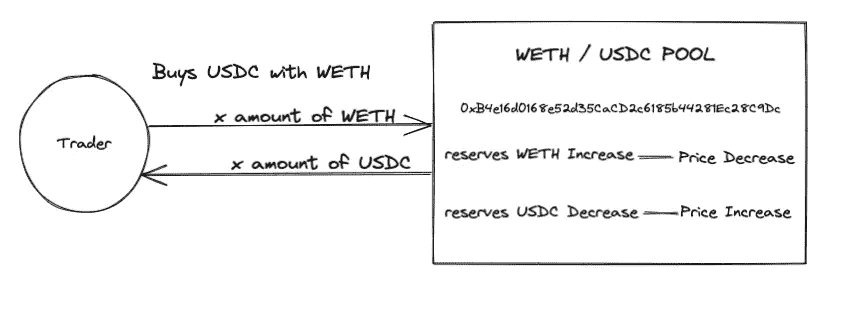 WETH / USDC POOL
Buys USDC with WETH
0xB4e16d0168e52d35CaCD2c6185b44281Ec28C9Dc
x amount of WETH
Trader
reserves WETH Increase — Price Decrease
x amount of USDC
reserves USDC Decrease — Price Increase